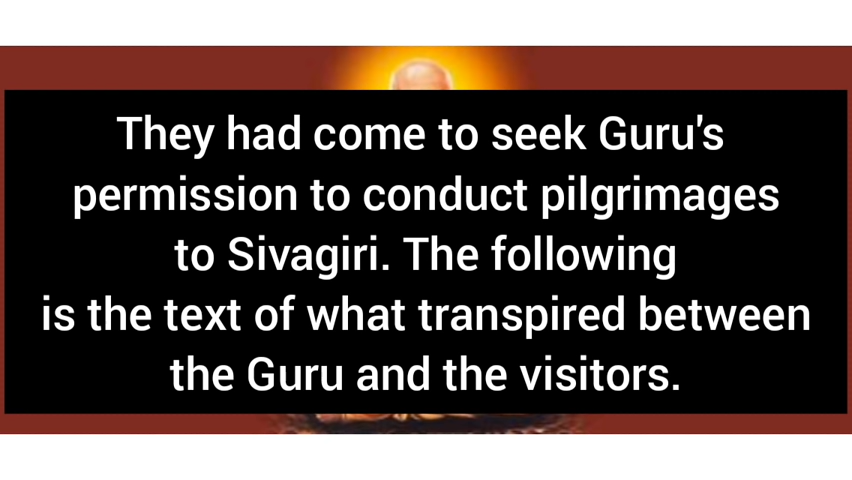 They had come to seek Guru's
permission to conduct pilgrimages
to Sivagiri. The following
is the text of what transpired between
the Guru and the visitors.